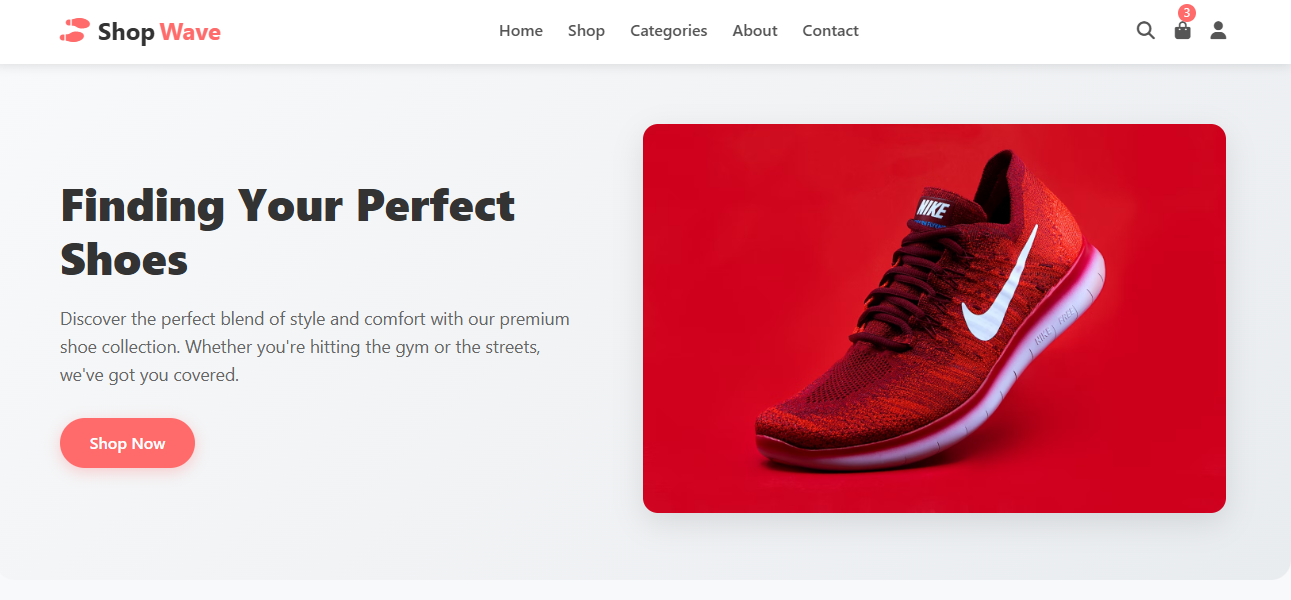 Shop Wave
Home Shop Categories About Contact
3
Finding Your Perfect
Shoes
Discover the perfect blend of style and comfort with our premium
shoe collection. Whether you're hitting the gym or the streets,
we've got you covered.
Shop Now
NIKE
NIKE FREE